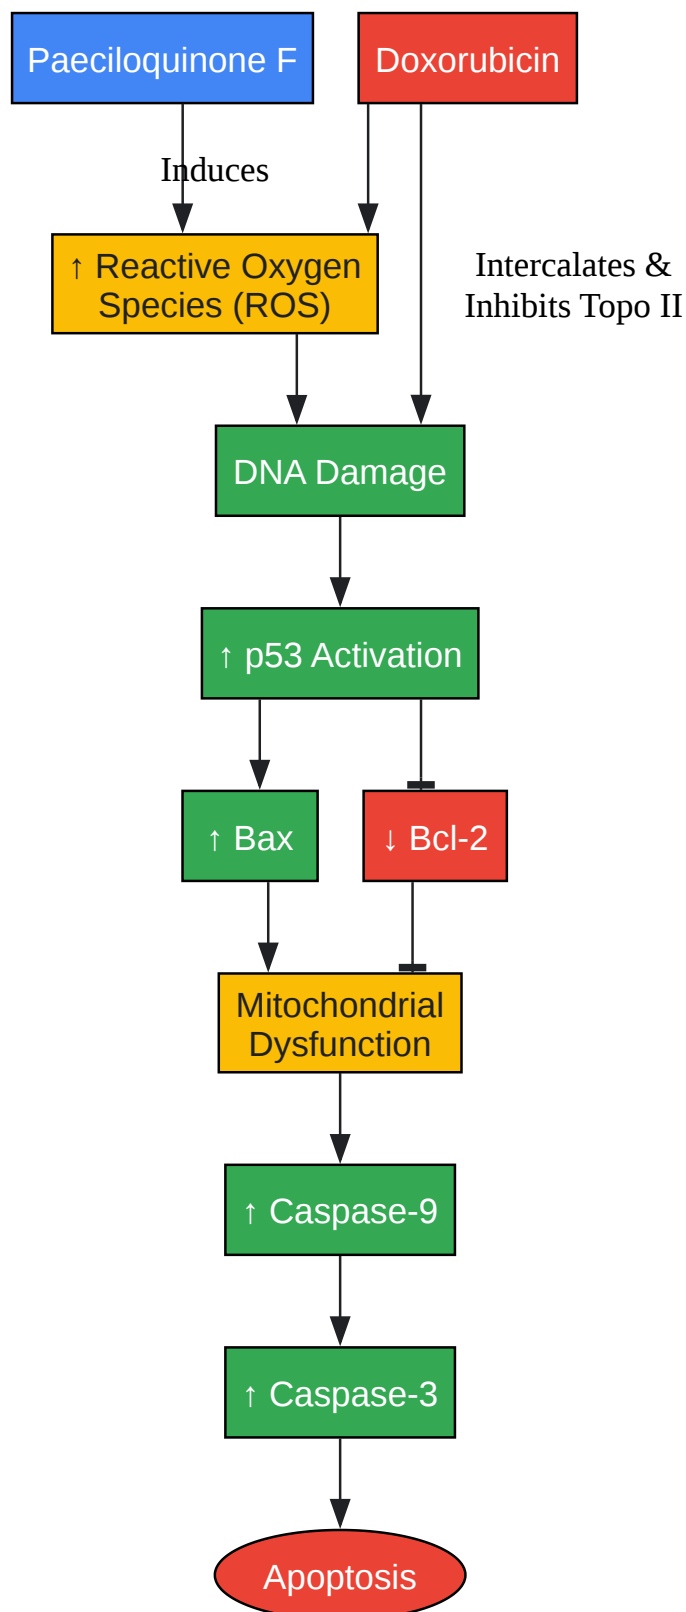 Paeciloquinone F
Doxorubicin
Induces
↑ Reactive Oxygen
Species (ROS)
Intercalates &
Inhibits Topo II
DNA Damage
↑ p53 Activation
↑ Bax
↓ Bcl-2
Mitochondrial
Dysfunction
↑ Caspase-9
↑ Caspase-3
Apoptosis